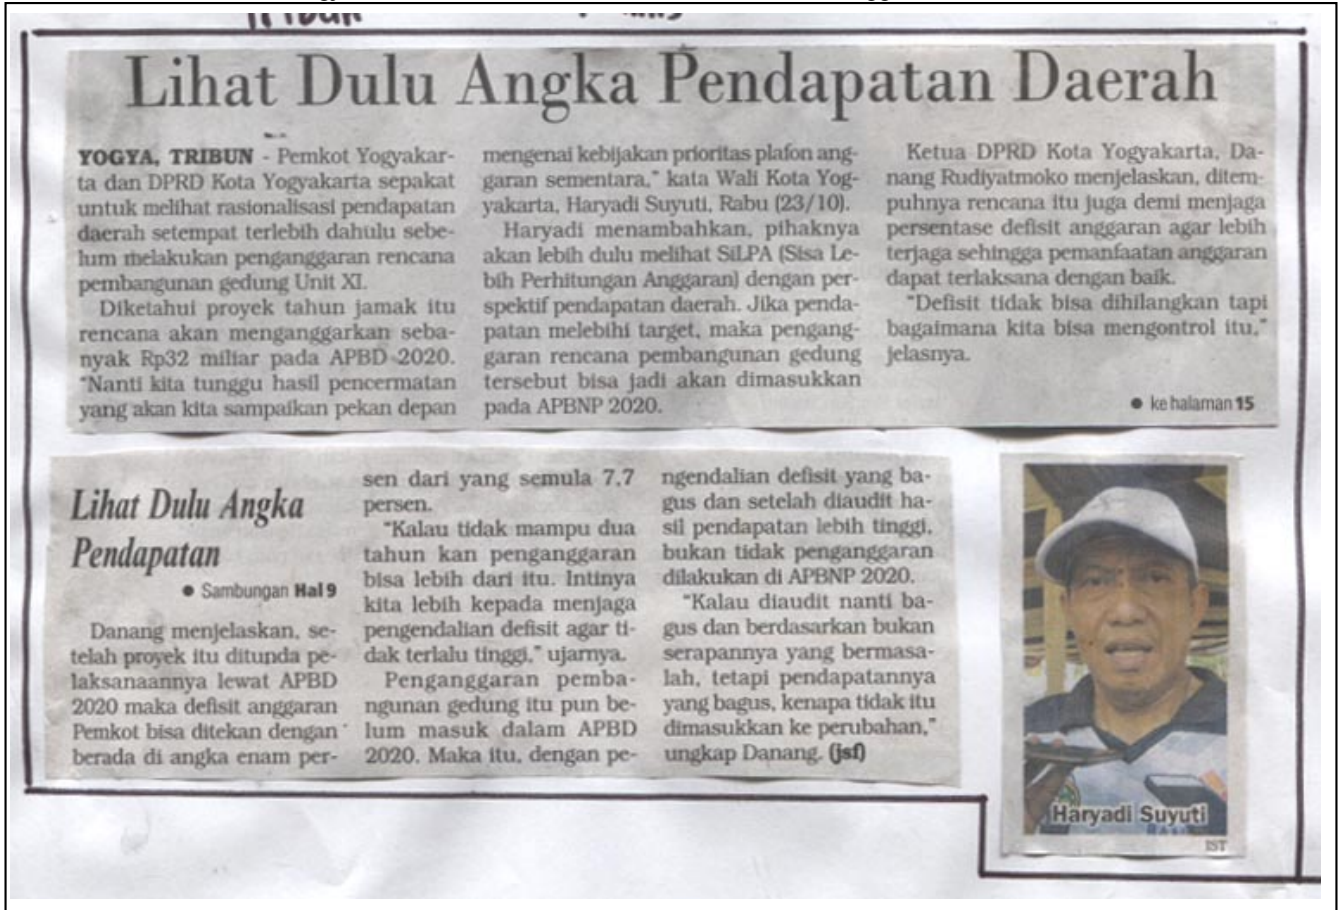 Lihat Dulu Angka Pendapatan Daerah
YOGYA, TRIBUN - Pemkot Yogyakar-
ta dan DPRD Kota Yogyakarta sepakat
untuk melihat rasionalisasi pendapatan
daerah setempat terlebih dahulu sebe-
lum melakukan penganggaran rencana
pembangunan gedung Unit XI.
Diketahui proyek tahun jamak itu
rencana akan menganggarkan seba-
nyak Rp32 miliar pada APBD 2020.
"Nanti kita tunggu hasil pencermatan
yang akan kita sampaikan pekan depan
mengenai kebijakan prioritas plafon ang-
garan sementara," kata Wali Kota Yog-
yakarta, Haryadi Suyuti, Rabu (23/10).
Haryadi menambahkan, pihaknya
akan lebih dulu melihat SiLPA (Sisa Le-
bih Perhitungan Anggaran) dengan per-
spektif pendapatan daerah. Jika penda-
patan melebihi target, maka pengang-
garan rencana pembangunan gedung
tersebut bisa jadi akan dimasukkan
pada APBNP 2020.
Ketua DPRD Kota Yogyakarta, Da-
nang Rudiyatmoko menjelaskan, ditem-
puhnya rencana itu juga demi menjaga
persentase defisit anggaran agar lebih
terjaga sehingga pemanfaatan anggaran
dapat terlaksana dengan baik.
"Defisit tidak bisa dihilangkan tapi
bagaimana kita bisa mengontrol itu,"
jelasnya.
● ke halaman 15
Lihat Dulu Angka
Pendapatan
● Sambungan Hal 9
Danang menjelaskan, se-
telah proyek itu ditunda pe-
laksanaannya lewat APBD
2020 maka defisit anggaran
Pemkot bisa ditekan dengan
berada di angka enam per-
sen dari yang semula 7,7
persen.
"Kalau tidak mampu dua
tahun kan penganggaran
bisa lebih dari itu. Intinya
kita lebih kepada menjaga
pengendalian defisit agar ti-
dak terlalu tinggi," ujarnya.
Penganggaran pemba-
ngunan gedung itu pun be-
lum masuk dalam APBD
2020. Maka itu, dengan pe-
ngendalian defisit yang ba-
gus dan setelah diaudit ha-
sil pendapatan lebih tinggi,
bukan tidak penganggaran
dilakukan di APBNP 2020.
"Kalau diaudit nanti ba-
gus dan berdasarkan bukan
serapannya yang bermasa-
lah, tetapi pendapatannya
yang bagus, kenapa tidak itu
dimasukkan ke perubahan,"
ungkap Danang. (jsf)
Haryadi Suyuti
IST